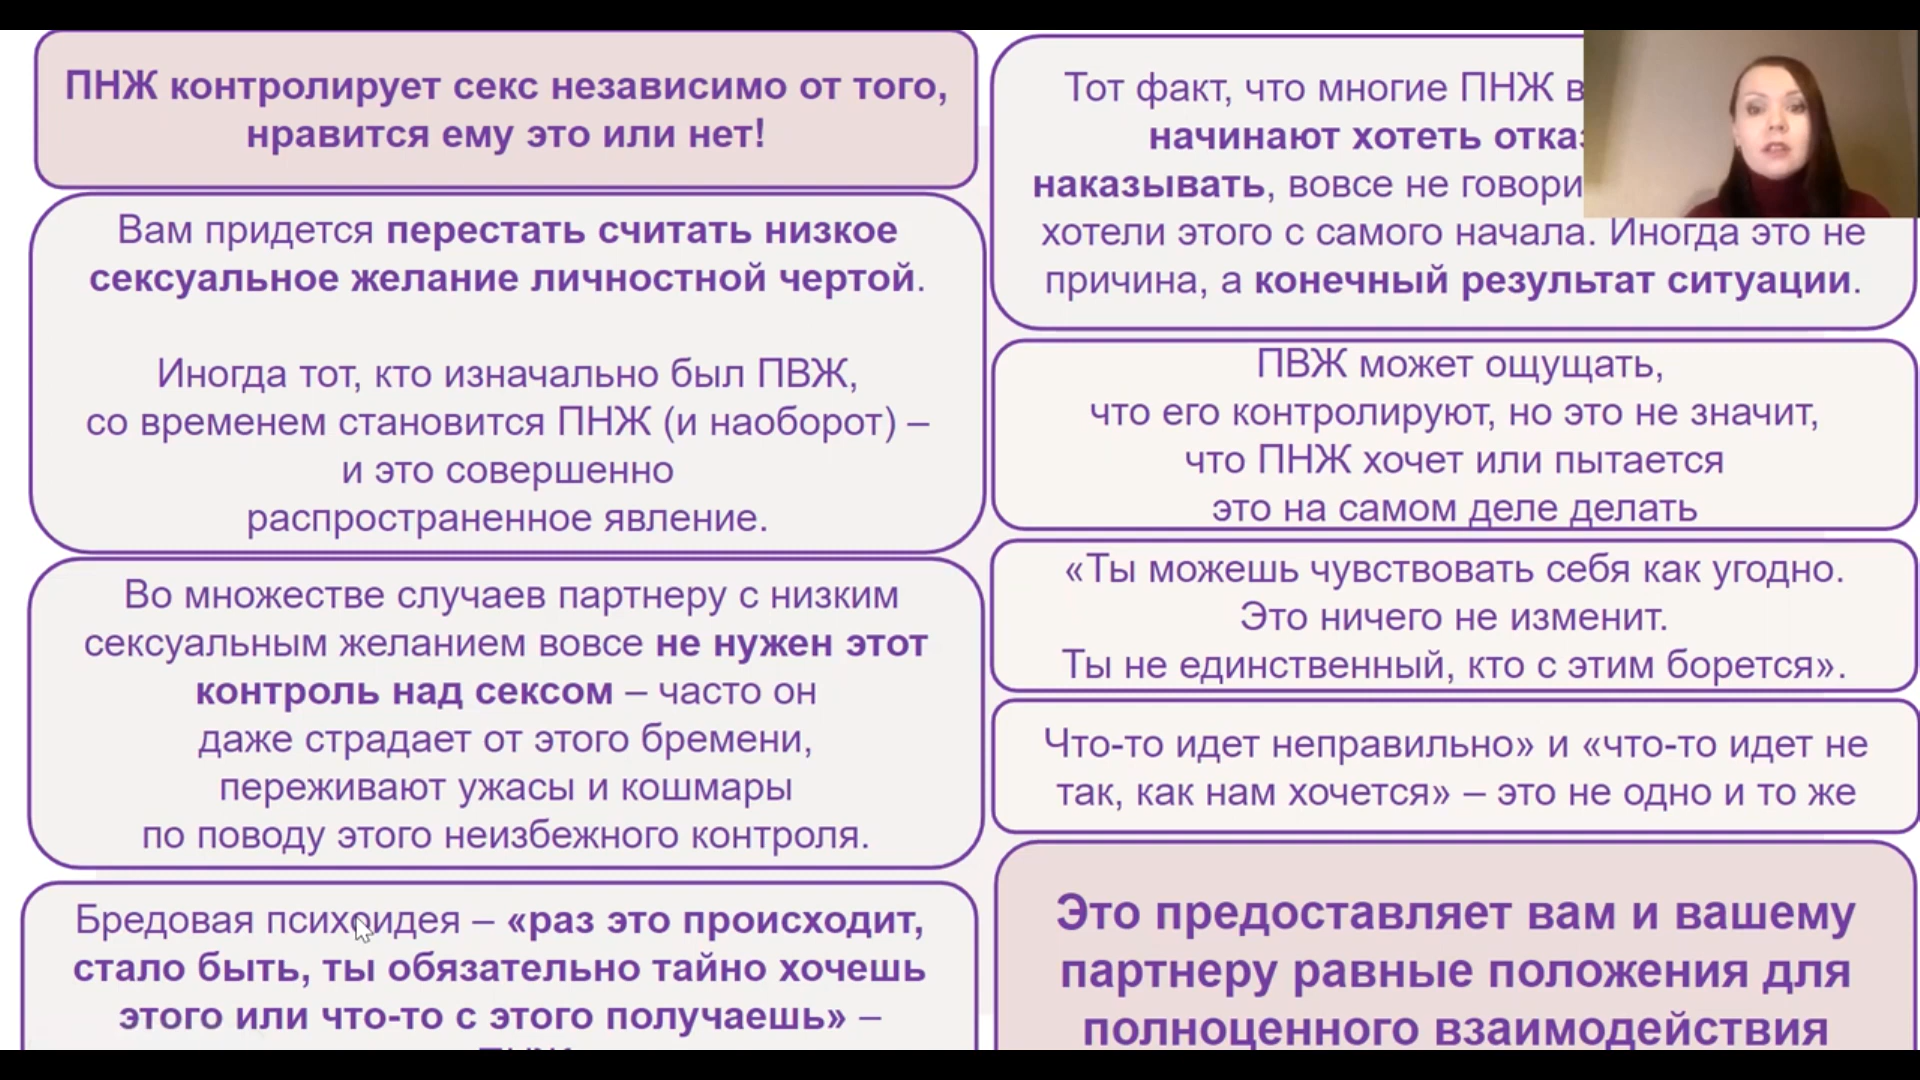 ПНЖ контролирует секс независимо от того,
нравится ему это или нет!
Вам придется перестать считать низкое
сексуальное желание личностной чертой.
Иногда тот, кто изначально был ПВЖ,
со временем становится ПНЖ (и наоборот) –
и это совершенно
распространенное явление.
Во множестве случаев партнеру с низким
сексуальным желанием вовсе не нужен этот
контроль над сексом – часто он
даже страдает от этого бремени,
переживают ужасы и кошмары
по поводу этого неизбежного контроля.
Бредовая психоидея – «раз это происходит,
стало быть, ты обязательно тайно хочешь
этого или что-то с этого получаешь» –
Тот факт, что многие ПНЖ в
начинают хотеть
наказывать, вовсе не
хотели этого с самого начала. Иногда это не
причина, а конечный результат ситуации.
ПВЖ может ощущать,
что его контролируют, но это не значит,
что ПНЖ хочет или пытается
это на самом деле делать
«Ты можешь чувствовать себя как угодно.
Это ничего не изменит.
Ты не единственный, кто с этим борется».
Что-то идет неправильно» и «что-то идет не
так, как нам хочется» – это не одно и то же
Это предоставляет вам и вашему
партнеру равные положения для
полноценного взаимодействия